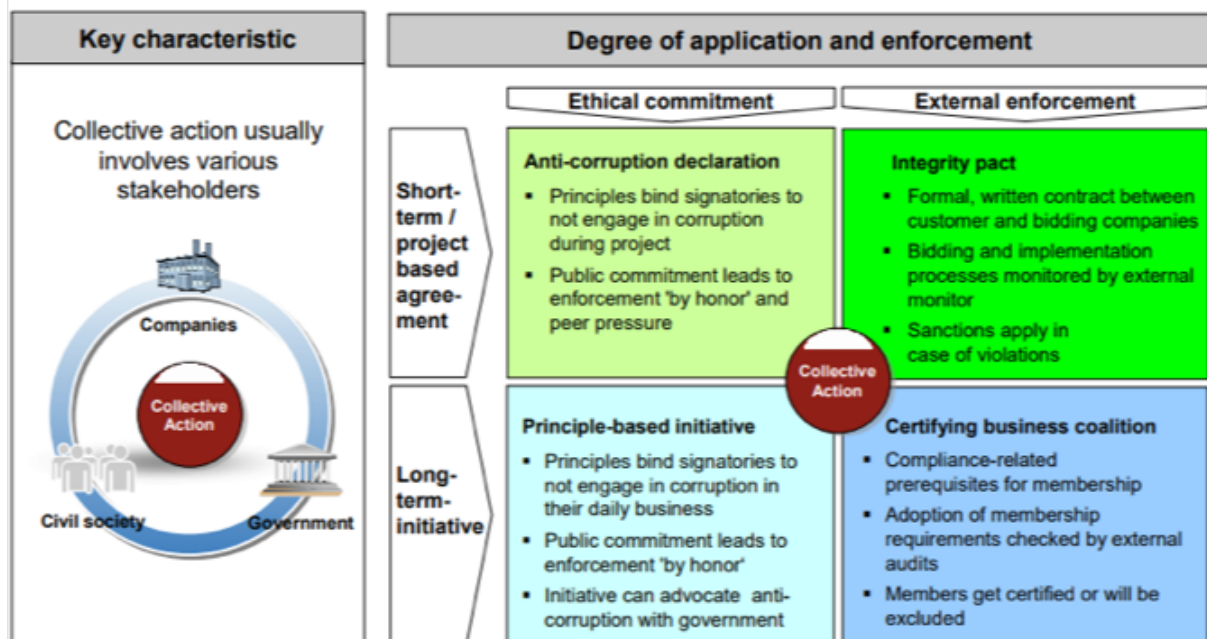 Key characteristic
Collective action usually
involves various
stakeholders
Companies
Collective
Action
Civil society
Government
Degree of application and enforcement
Ethical commitment
External enforcement
Short-
term /
project
based
agree-
ment
Anti-corruption declaration
▪ Principles bind signatories to
not engage in corruption
during project
▪ Public commitment leads to
enforcement 'by honor' and
peer pressure
Integrity pact
▪ Formal, written contract between
customer and bidding companies
▪ Bidding and implementation
processes monitored by external
monitor
▪ Sanctions apply in
case of violations
Collective
Action
Long-
term-
initiative
Principle-based initiative
▪ Principles bind signatories to
not engage in corruption in
their daily business
▪ Public commitment leads to
enforcement 'by honor'
▪ Initiative can advocate anti-
corruption with government
Certifying business coalition
▪ Compliance-related
prerequisites for membership
▪ Adoption of membership
requirements checked by external
audits
▪ Members get certified or will be
excluded